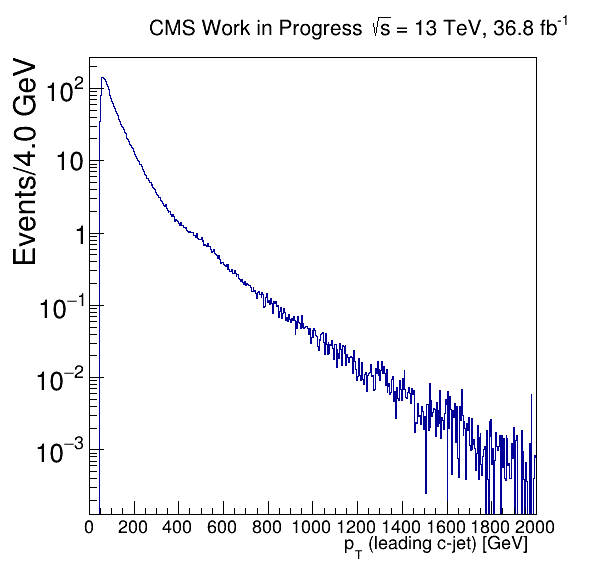 CMS Work in Progress √s = 13 TeV, 36.8 fb⁻¹
Events/4.0 GeV
10²
10
1
10⁻¹
10⁻²
10⁻³
0 200 400 600 800 1000 1200 1400 1600 1800 2000
p_T (leading c-jet) [GeV]